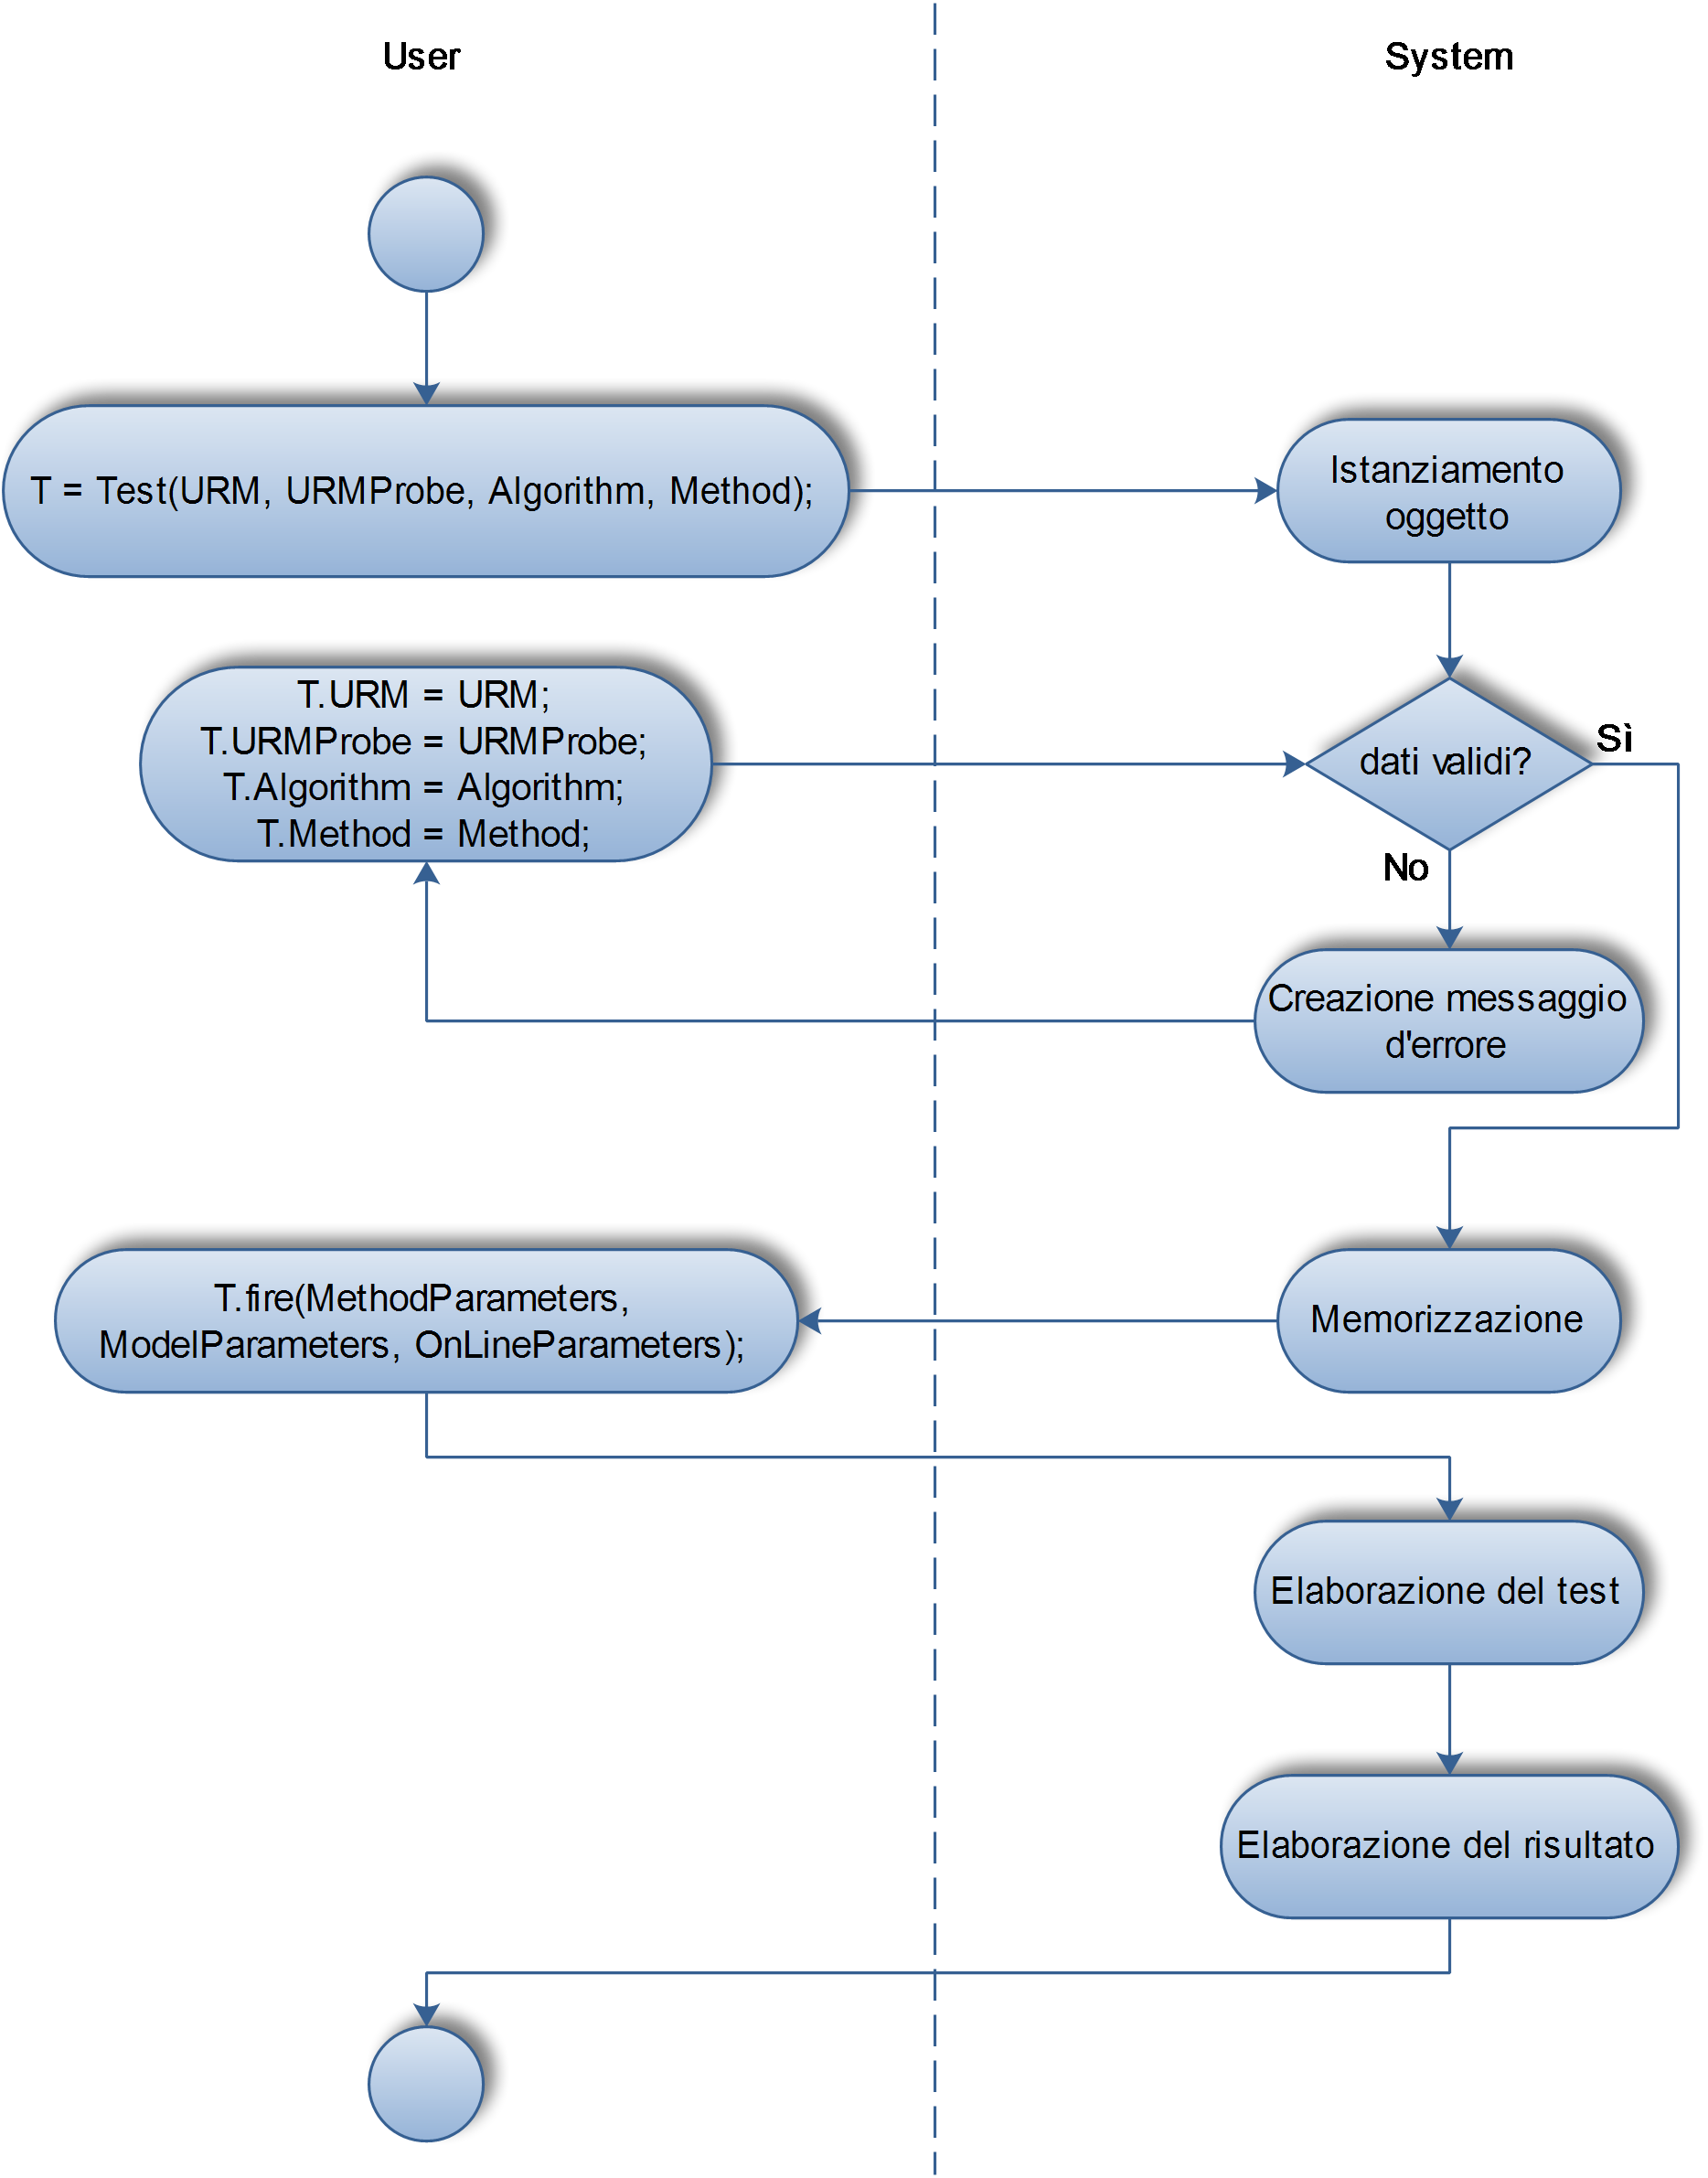 User
System
T = Test(URM, URMProbe, Algorithm, Method);
Istanziamento
oggetto
T.URM = URM;
T.URMProbe = URMProbe;
T.Algorithm = Algorithm;
T.Method = Method;
dati validi?
Sì
No
Creazione messaggio
d'errore
T.fire(MethodParameters,
ModelParameters, OnLineParameters);
Memorizzazione
Elaborazione del test
Elaborazione del risultato